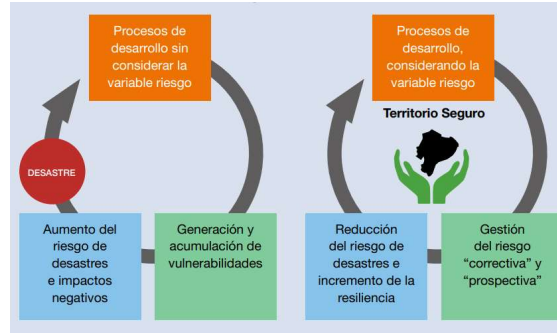 Procesos de
desarrollo sin
considerar la
variable riesgo
DESASTRE
Aumento del
riesgo de
desastres
e impactos
negativos
Generación y
acumulación de
vulnerabilidades
Procesos
de desarrollo,
considerando la
variable riesgo
Territorio Seguro
Reducción
del riesgo de
desastres e
incremento de la
resiliencia
Gestión
del riesgo
“correctiva” y
“prospectiva”